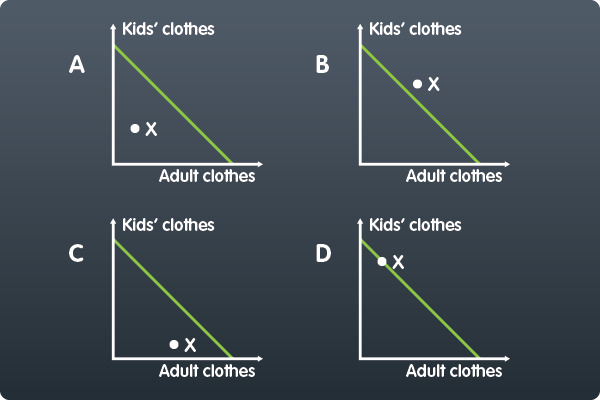 Kids’ clothes
A
X
Adult clothes
Kids’ clothes
B
X
Adult clothes
Kids’ clothes
C
X
Adult clothes
Kids’ clothes
D
X
Adult clothes